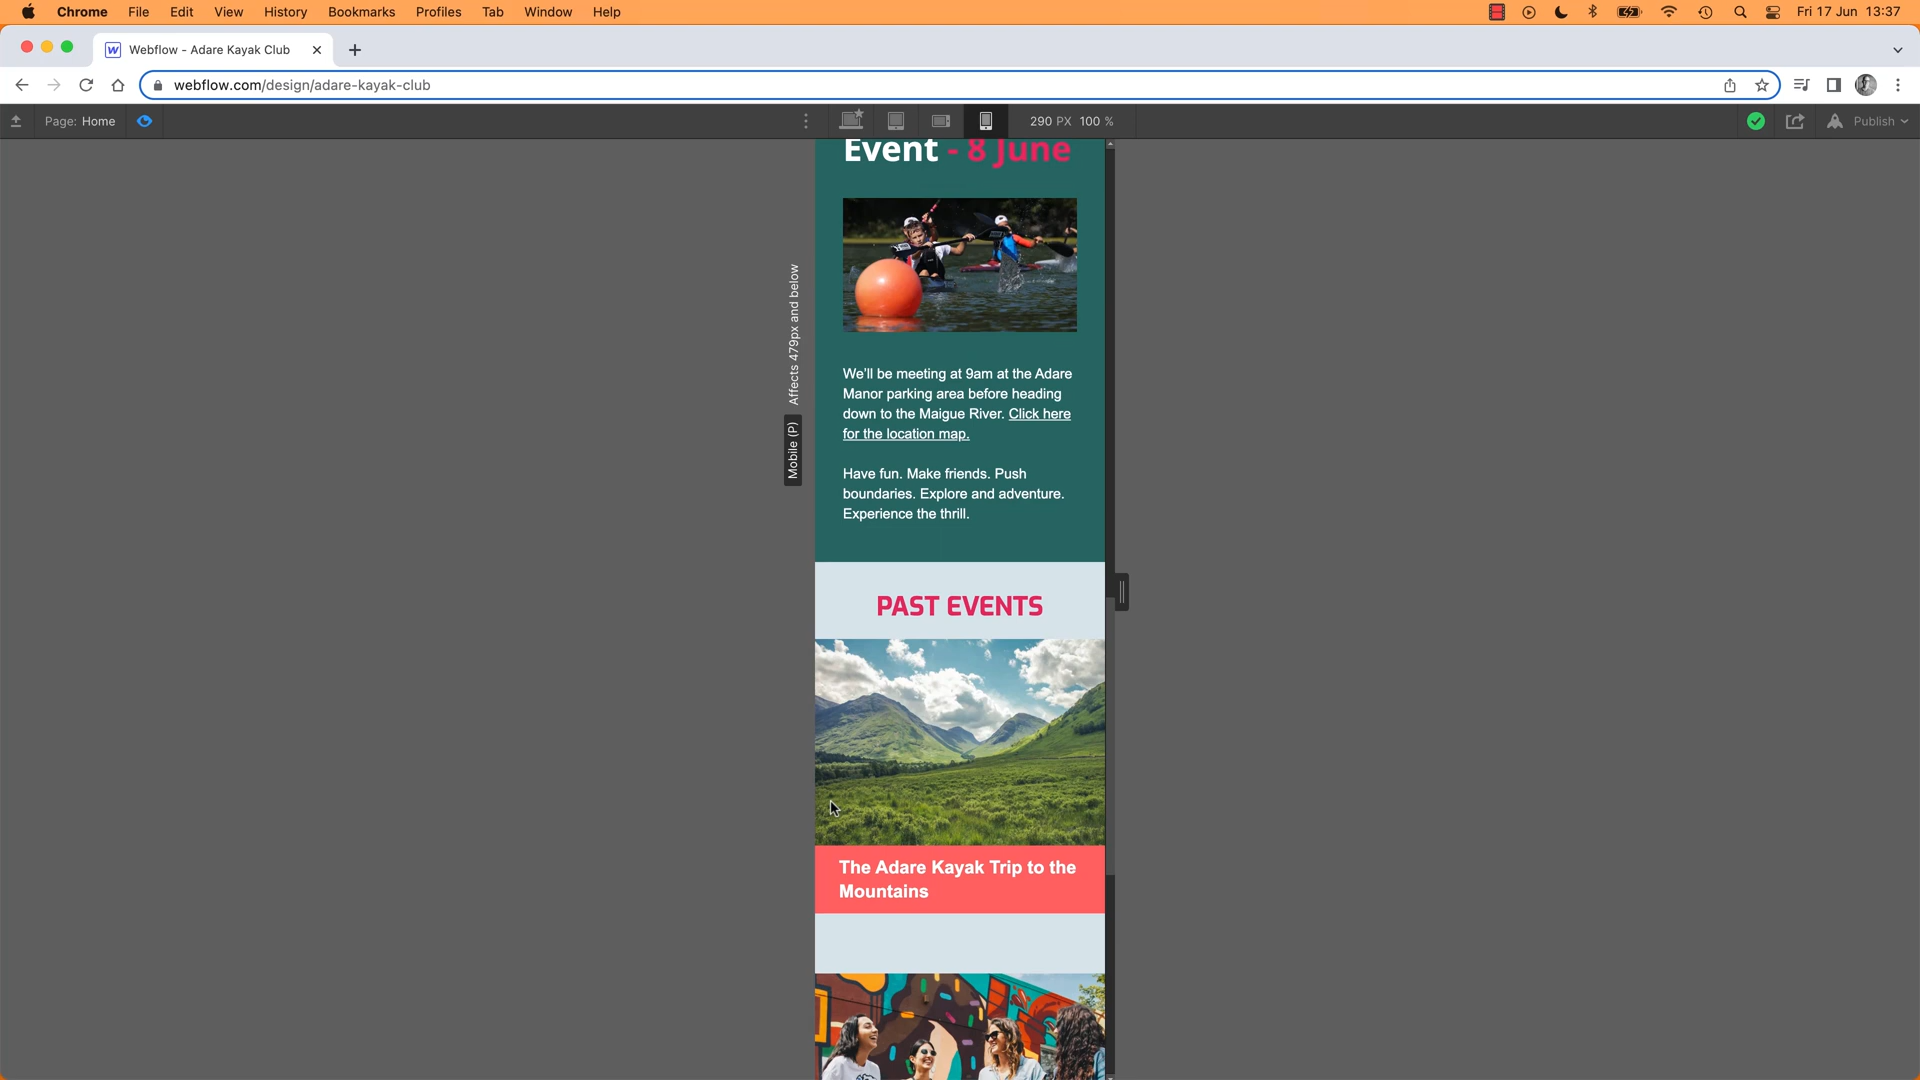 Chrome File Edit View History Bookmarks Profiles Tab Window Help Fri 17 Jun 13:37
Webflow - Adare Kayak Club
webflow.com/design/adare-kayak-club
Page: Home 290 PX 100 % Publish
Event - 8 June
Affects 479px and below
Mobile (P)
We'll be meeting at 9am at the Adare
Manor parking area before heading
down to the Maigue River. Click here
for the location map.
Have fun. Make friends. Push
boundaries. Explore and adventure.
Experience the thrill.
PAST EVENTS
The Adare Kayak Trip to the
Mountains